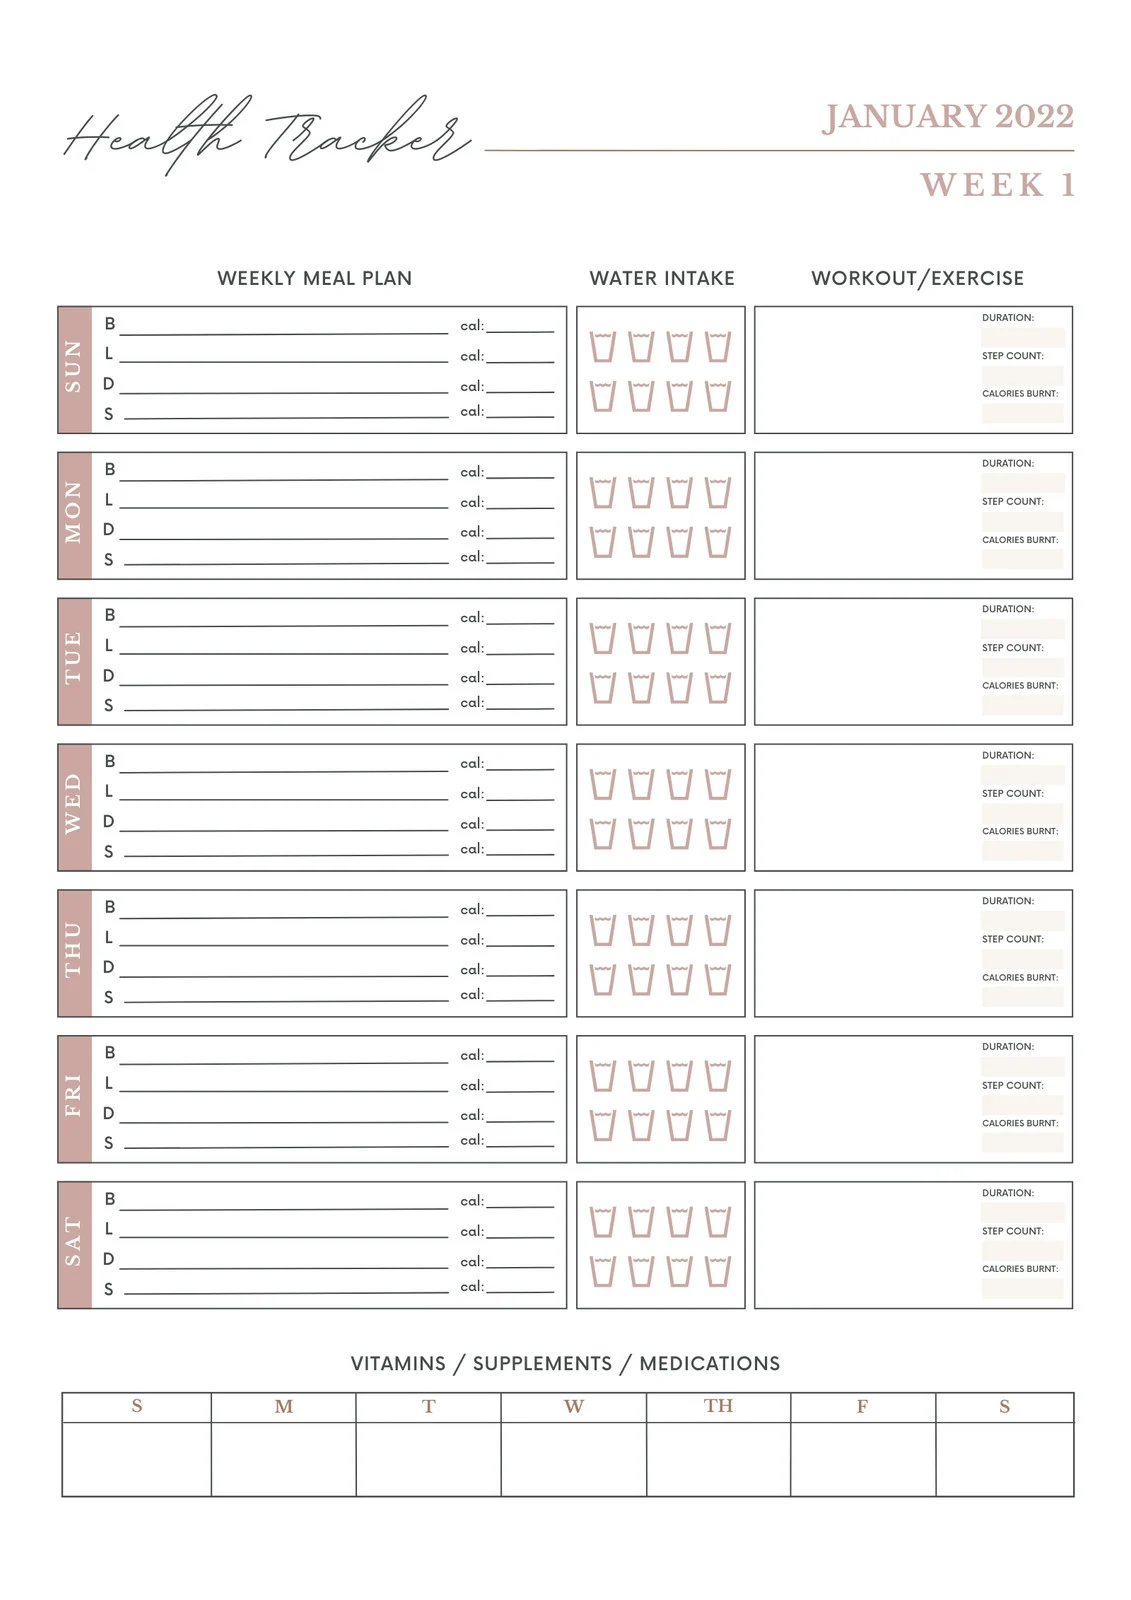 Health Tracker
JANUARY 2022
WEEK 1
WEEKLY MEAL PLAN WATER INTAKE WORKOUT/EXERCISE
SUN
B cal:
L cal:
D cal:
S cal:
DURATION:
STEP COUNT:
CALORIES BURNT:
MON
B cal:
L cal:
D cal:
S cal:
DURATION:
STEP COUNT:
CALORIES BURNT:
TUE
B cal:
L cal:
D cal:
S cal:
DURATION:
STEP COUNT:
CALORIES BURNT:
WED
B cal:
L cal:
D cal:
S cal:
DURATION:
STEP COUNT:
CALORIES BURNT:
THU
B cal:
L cal:
D cal:
S cal:
DURATION:
STEP COUNT:
CALORIES BURNT:
FRI
B cal:
L cal:
D cal:
S cal:
DURATION:
STEP COUNT:
CALORIES BURNT:
SAT
B cal:
L cal:
D cal:
S cal:
DURATION:
STEP COUNT:
CALORIES BURNT:
VITAMINS / SUPPLEMENTS / MEDICATIONS
S M T W TH F S